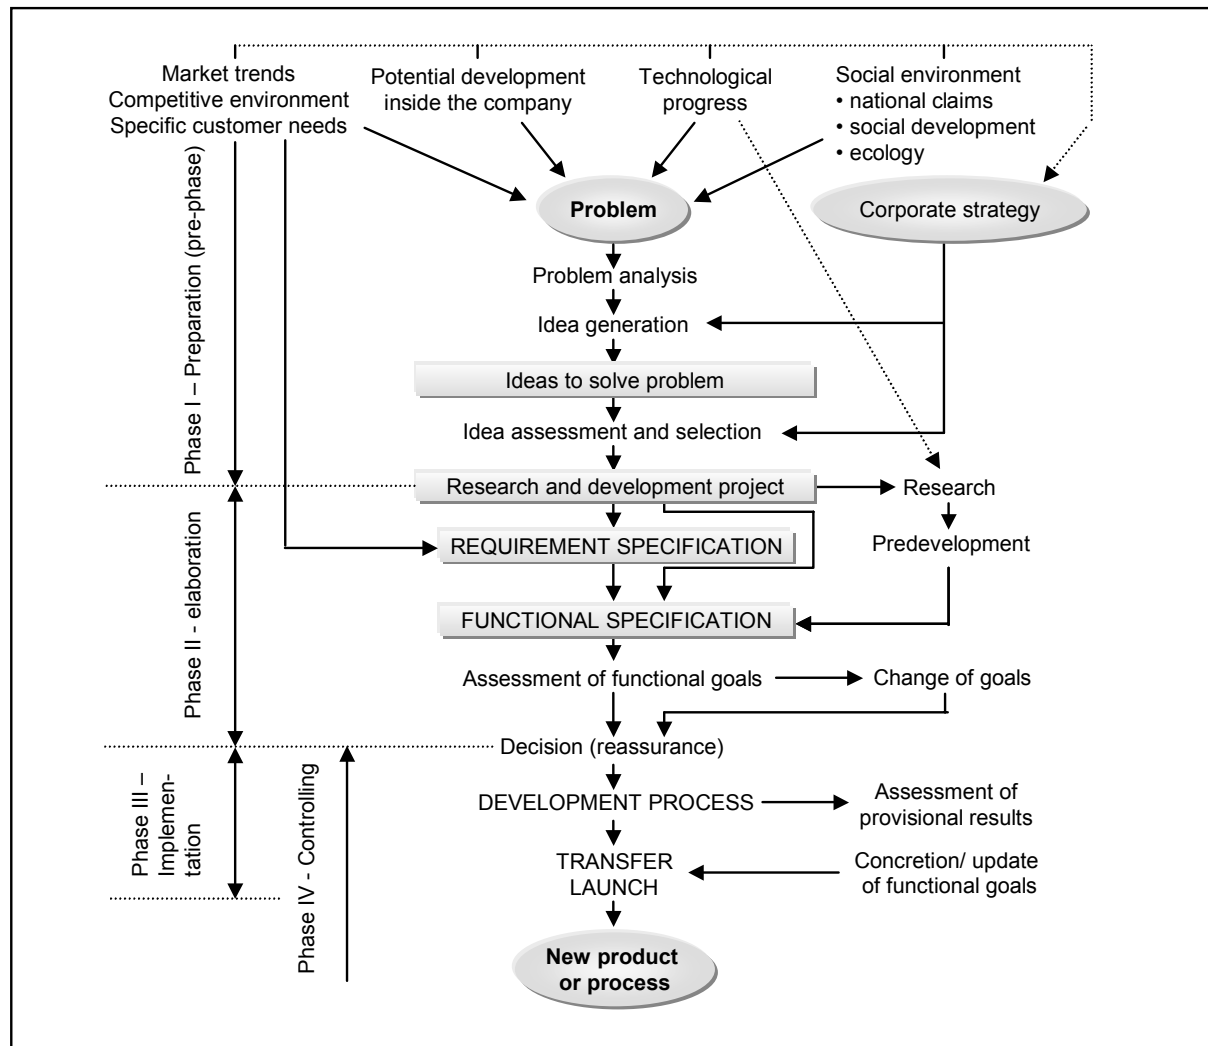 Market trends
Competitive environment
Specific customer needs
Potential development
inside the company
Technological
progress
Social environment
• national claims
• social development
• ecology
Problem
Corporate strategy
Problem analysis
Idea generation
Ideas to solve problem
Idea assessment and selection
Research and development project
Research
REQUIREMENT SPECIFICATION
Predevelopment
FUNCTIONAL SPECIFICATION
Assessment of functional goals
Change of goals
Decision (reassurance)
DEVELOPMENT PROCESS
Assessment of
provisional results
TRANSFER
LAUNCH
Concretion/ update
of functional goals
New product
or process
Phase I – Preparation (pre-phase)
Phase II - elaboration
Phase III –
Implemen-
tation
Phase IV - Controlling